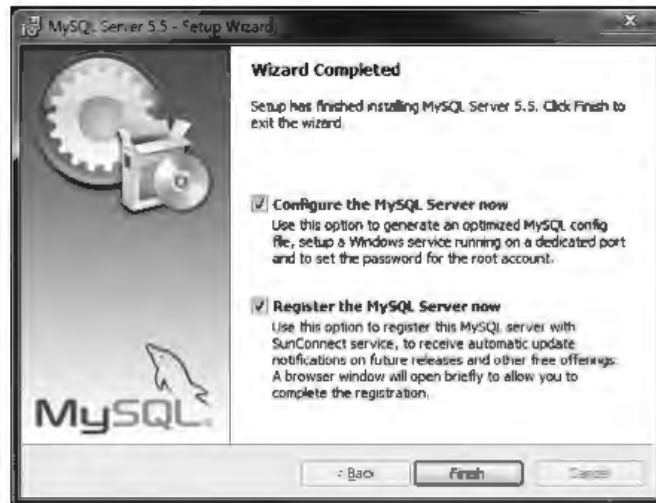 MySQL Server 5.5 - Setup Wizard
Wizard Completed
Setup has finished installing MySQL Server 5.5. Click Finish to
exit the wizard.
Configure the MySQL Server now
Use this option to generate an optimized MySQL config
file, setup a Windows service running on a dedicated port
and to set the password for the root account.
Register the MySQL Server now
Use this option to register this MySQL server with
SunConnect service, to receive automatic update
notifications on future releases and other free offerings.
A browser window will open briefly to allow you to
complete the registration.
MySQL
< Back
Finish
Cancel